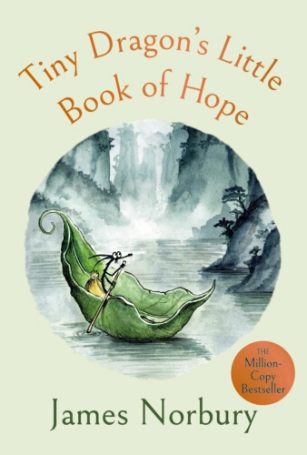 Tiny Dragon's Little
Book of Hope
THE
Million-
Copy
Bestseller
James Norbury